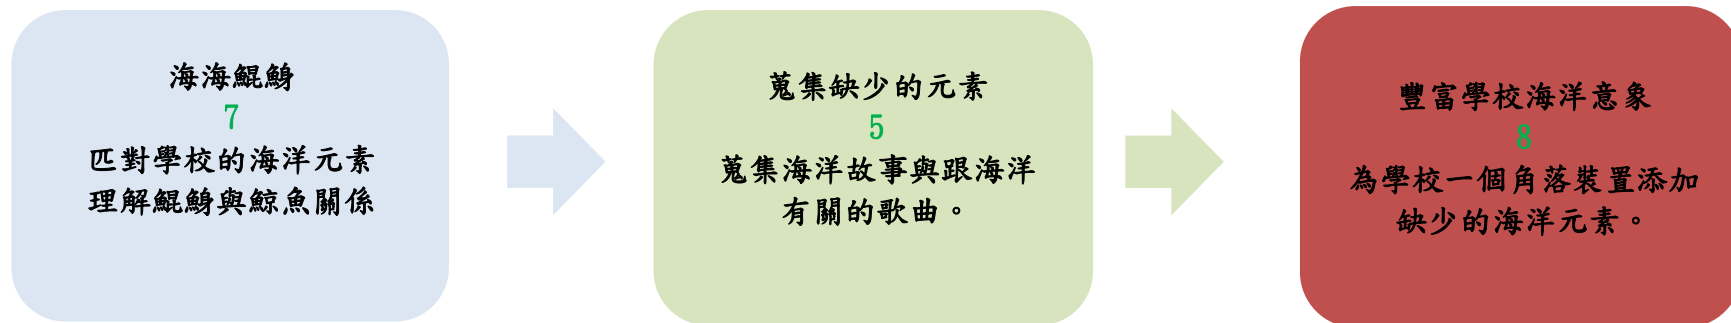 海海鯤鯓
7
匹對學校的海洋元素
理解鯤鯓與鯨魚關係
蒐集缺少的元素
5
蒐集海洋故事與跟海洋
有關的歌曲。
豐富學校海洋意象
8
為學校一個角落裝置添加
缺少的海洋元素。